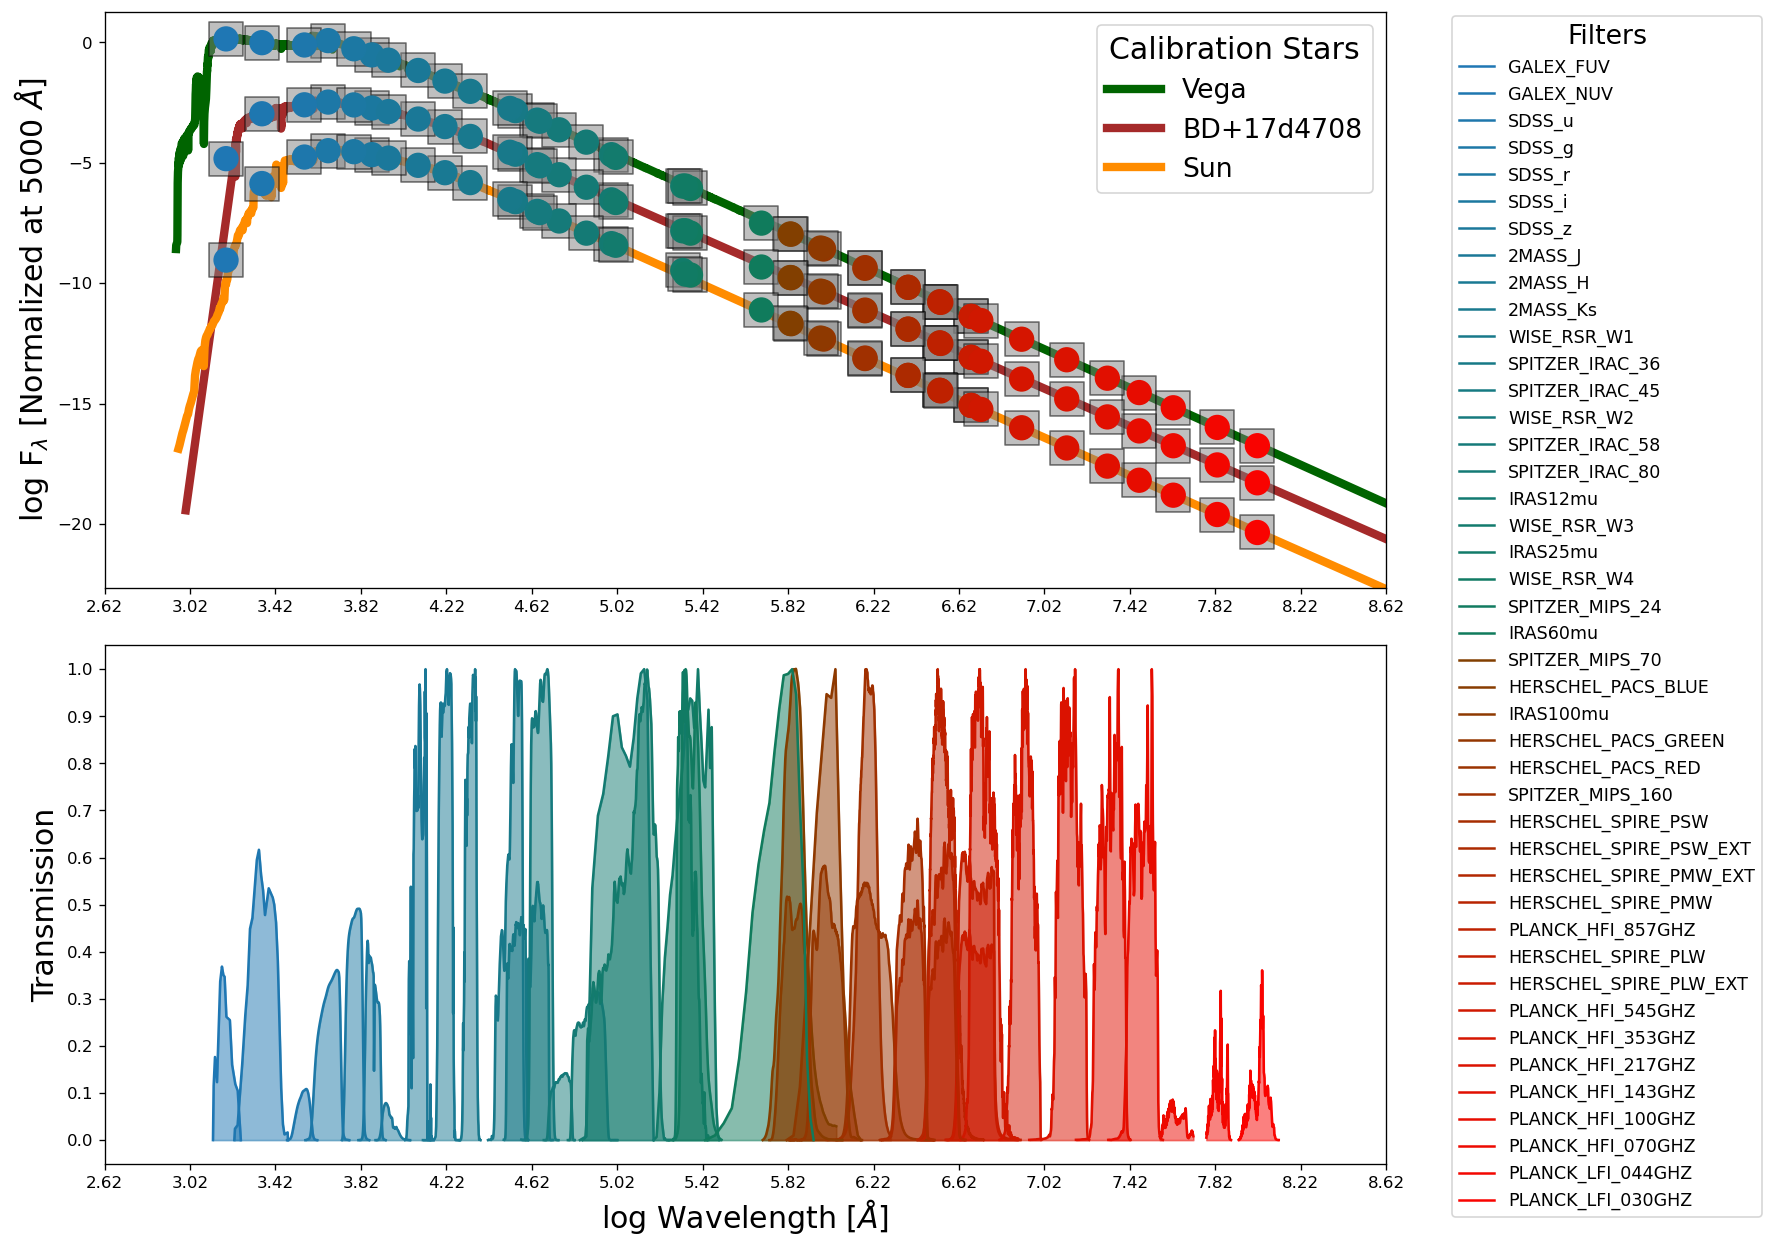 log F_λ [Normalized at 5000 Å]
0
−5
−10
−15
−20
2.62 3.02 3.42 3.82 4.22 4.62 5.02 5.42 5.82 6.22 6.62 7.02 7.42 7.82 8.22 8.62
Calibration Stars
Vega
BD+17d4708
Sun
Transmission
1.0
0.9
0.8
0.7
0.6
0.5
0.4
0.3
0.2
0.1
0.0
2.62 3.02 3.42 3.82 4.22 4.62 5.02 5.42 5.82 6.22 6.62 7.02 7.42 7.82 8.22 8.62
log Wavelength [Å]
Filters
GALEX_FUV
GALEX_NUV
SDSS_u
SDSS_g
SDSS_r
SDSS_i
SDSS_z
2MASS_J
2MASS_H
2MASS_Ks
WISE_RSR_W1
SPITZER_IRAC_36
SPITZER_IRAC_45
WISE_RSR_W2
SPITZER_IRAC_58
SPITZER_IRAC_80
IRAS12mu
WISE_RSR_W3
IRAS25mu
WISE_RSR_W4
SPITZER_MIPS_24
IRAS60mu
SPITZER_MIPS_70
HERSCHEL_PACS_BLUE
IRAS100mu
HERSCHEL_PACS_GREEN
HERSCHEL_PACS_RED
SPITZER_MIPS_160
HERSCHEL_SPIRE_PSW
HERSCHEL_SPIRE_PSW_EXT
HERSCHEL_SPIRE_PMW_EXT
HERSCHEL_SPIRE_PMW
PLANCK_HFI_857GHZ
HERSCHEL_SPIRE_PLW
HERSCHEL_SPIRE_PLW_EXT
PLANCK_HFI_545GHZ
PLANCK_HFI_353GHZ
PLANCK_HFI_217GHZ
PLANCK_HFI_143GHZ
PLANCK_HFI_100GHZ
PLANCK_HFI_070GHZ
PLANCK_LFI_044GHZ
PLANCK_LFI_030GHZ